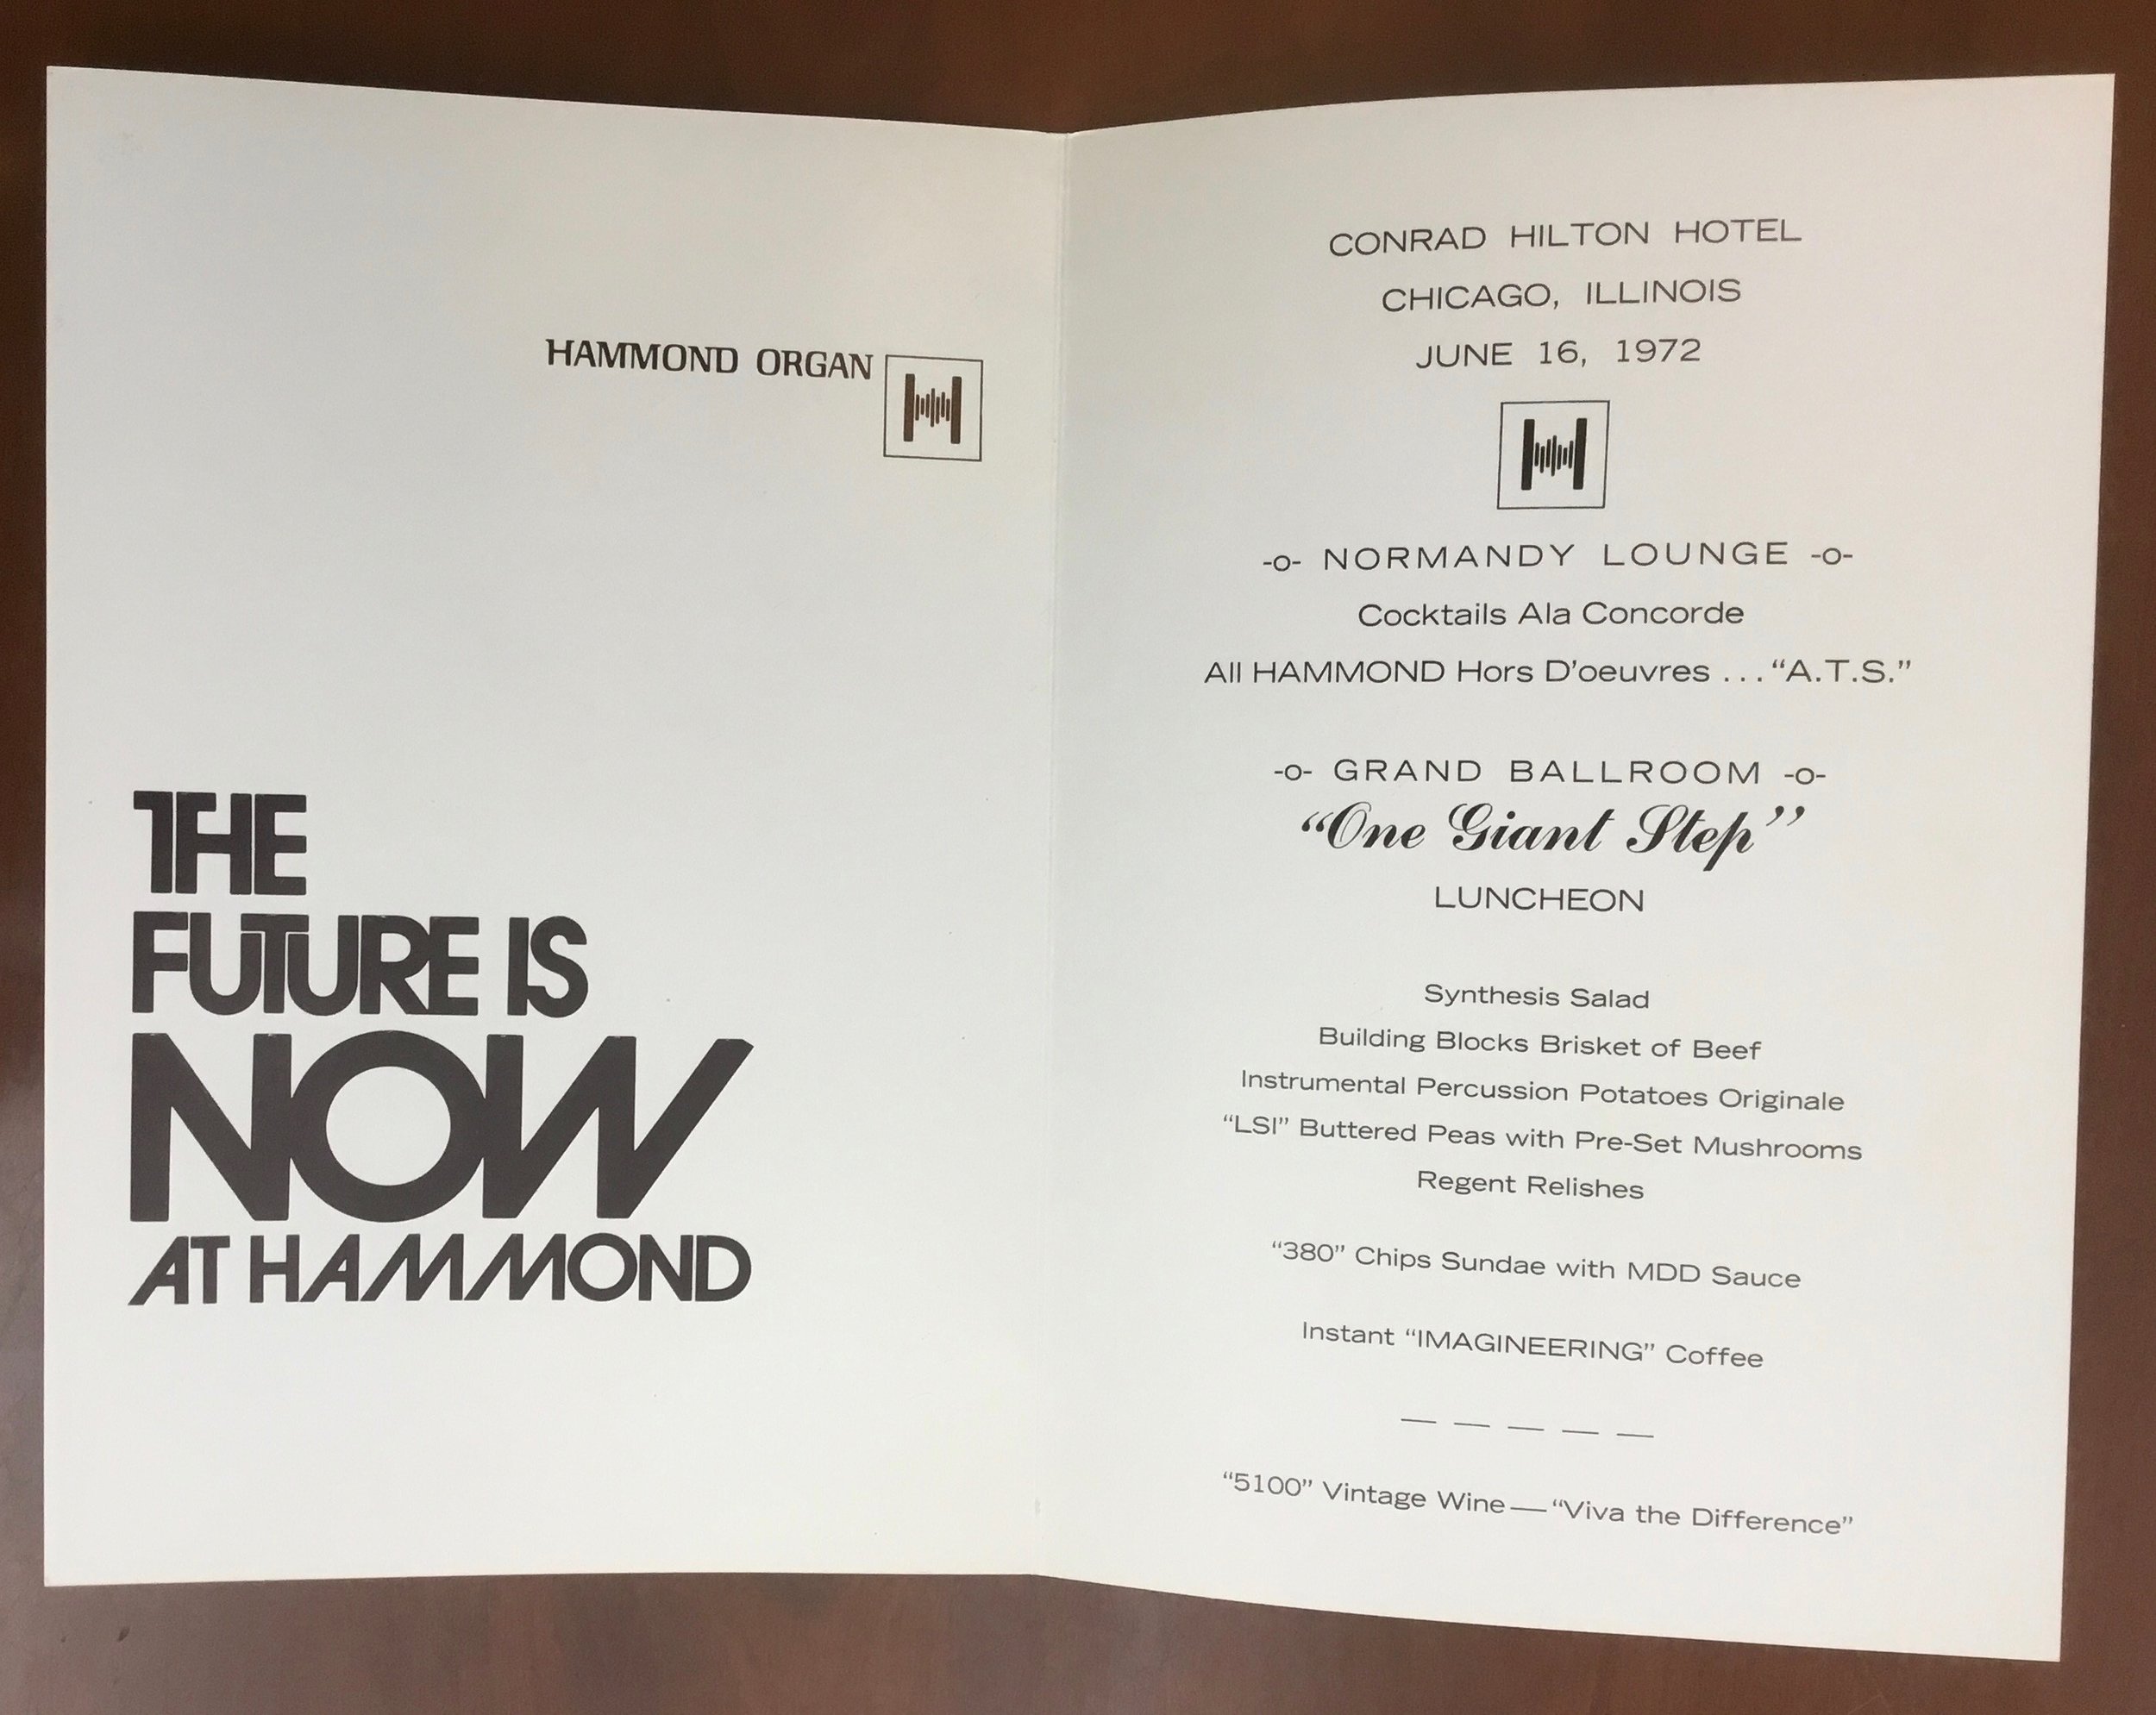 HAMMOND ORGAN
THE
FUTURE IS
NOW
AT HAMMOND
CONRAD HILTON HOTEL
CHICAGO, ILLINOIS
JUNE 16, 1972
-o- NORMANDY LOUNGE -o-
Cocktails Ala Concorde
All HAMMOND Hors D'oeuvres ... “A.T.S.”
-o- GRAND BALLROOM -o-
“One Giant Step”
LUNCHEON
Synthesis Salad
Building Blocks Brisket of Beef
Instrumental Percussion Potatoes Originale
“LSI” Buttered Peas with Pre-Set Mushrooms
Regent Relishes
“380” Chips Sundae with MDD Sauce
Instant “IMAGINEERING” Coffee
— — — — —
“5100” Vintage Wine — “Viva the Difference”